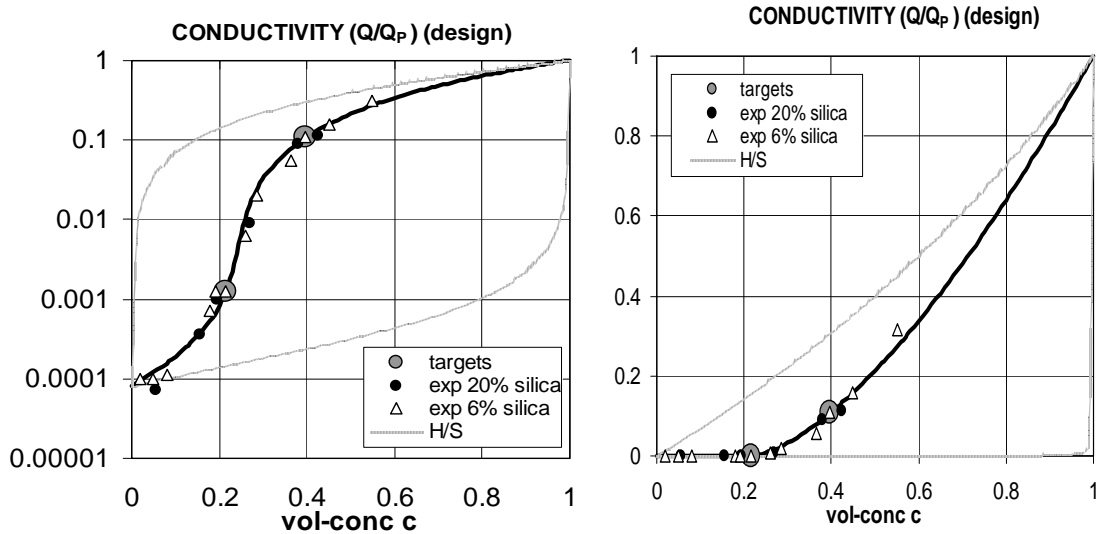 CONDUCTIVITY (Q/QP) (design)
1
0.1
0.01
0.001
0.0001
0.00001
0
0.2
0.4
0.6
0.8
1
vol-conc c
targets
exp 20% silica
exp 6% silica
H/S
CONDUCTIVITY (Q/QP) (design)
1
0.8
0.6
0.4
0.2
0
0
0.2
0.4
0.6
0.8
1
vol-conc c
targets
exp 20% silica
exp 6% silica
H/S